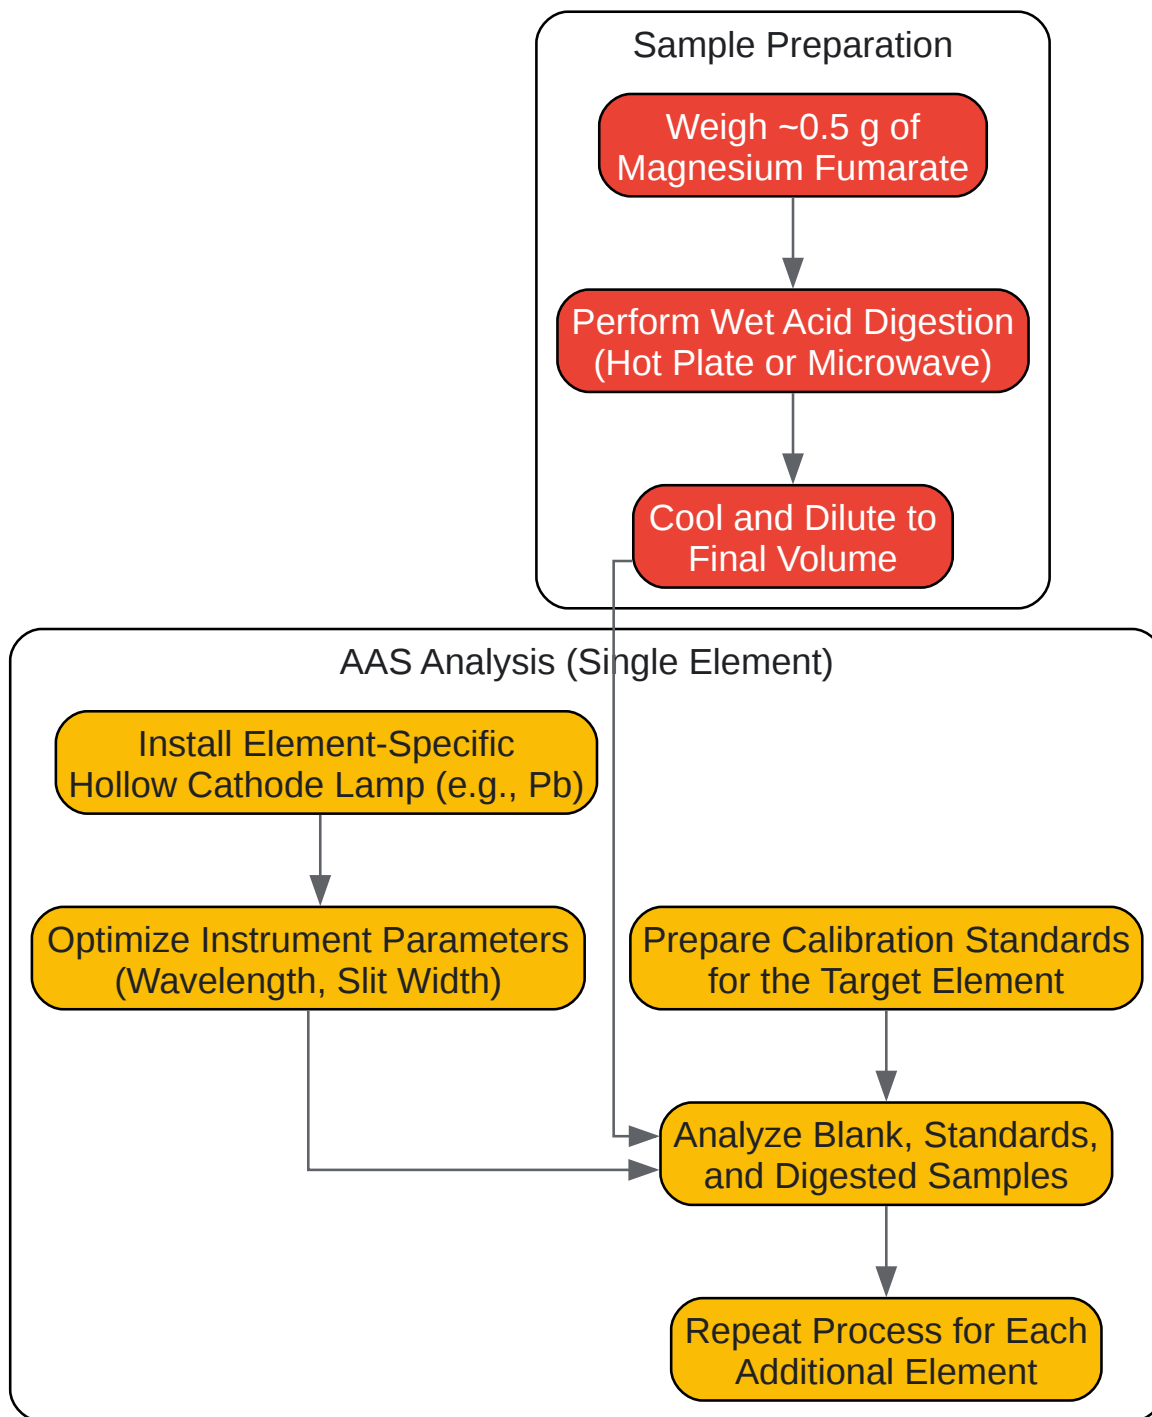 Sample Preparation
Weigh ~0.5 g of
Magnesium Fumarate
Perform Wet Acid Digestion
(Hot Plate or Microwave)
Cool and Dilute to
Final Volume
AAS Analysis (Single Element)
Install Element-Specific
Hollow Cathode Lamp (e.g., Pb)
Optimize Instrument Parameters
(Wavelength, Slit Width)
Prepare Calibration Standards
for the Target Element
Analyze Blank, Standards,
and Digested Samples
Repeat Process for Each
Additional Element